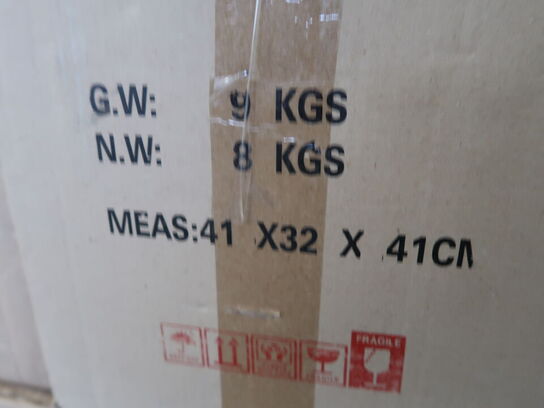 G.W: 9 KGS
N.W: 8 KGS
MEAS:41 X32 X 41CM
FRAGILE